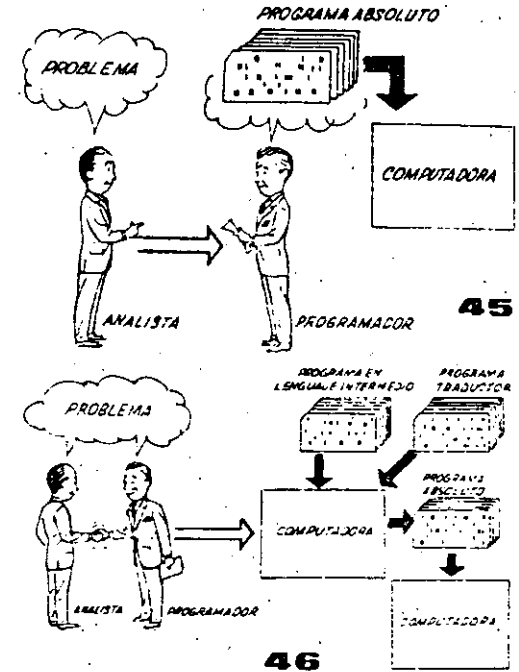 PROGRAMA ABSOLUTO
PROBLEMA
COMPUTADORA
ANALISTA
PROGRAMADOR
45
PROBLEMA
PROGRAMA EN
LENGUAJE INTERMEDIO
PROGRAMA
TRADUCTOR
PROGRAMA
ABSOLUTO
COMPUTADORA
ANALISTA
PROGRAMADOR
COMPUTADORA
46